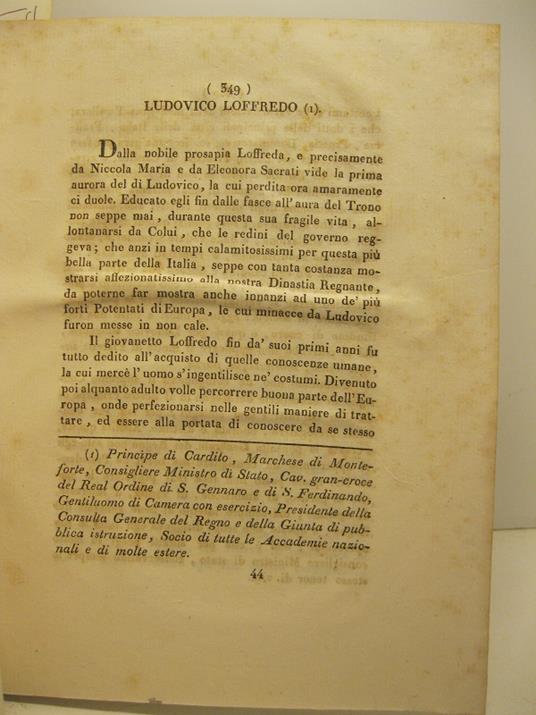 ( 349 )
LUDOVICO LOFFREDO (1).
Dalla nobile prosapia Loffreda, e precisamente
da Niccola Maria e da Eleonora Sacrati vide la prima
aurora del dì Ludovico, la cui perdita ora amaramente
ci duole. Educato egli fin dalle fasce all'aura del Trono
non seppe mai, durante questa sua fragile vita, al-
lontanarsi da Colui, che le redini del governo reg-
geva; che anzi in tempi calamitosissimi per questa più
bella parte della Italia, seppe con tanta costanza mo-
strarsi affezionatissimo alla nostra Dinastia Regnante,
da poterne far mostra anche innanzi ad uno de' più
forti Potentati di Europa, le cui minacce da Ludovico
furon messe in non cale.
Il giovanetto Loffredo fin da' suoi primi anni fu
tutto dedito all'acquisto di quelle conoscenze umane,
la cui mercè l' uomo s'ingentilisce ne' costumi. Divenuto
poi alquanto adulto volle percorrere buona parte dell'Eu-
ropa, onde perfezionarsi nelle gentili maniere di trat-
tare, ed essere alla portata di conoscere da se stesso
(1) Principe di Cardito, Marchese di Monte-
forte, Consigliere Ministro di Stato, Cav. gran-croce
del Real Ordine di S. Gennaro e di S. Ferdinando,
Gentiluomo di Camera con esercizio, Presidente della
Consulta Generale del Regno e della Giunta di pub-
blica istruzione, Socio di tutte le Accademie nazio-
nali e di molte estere.
44